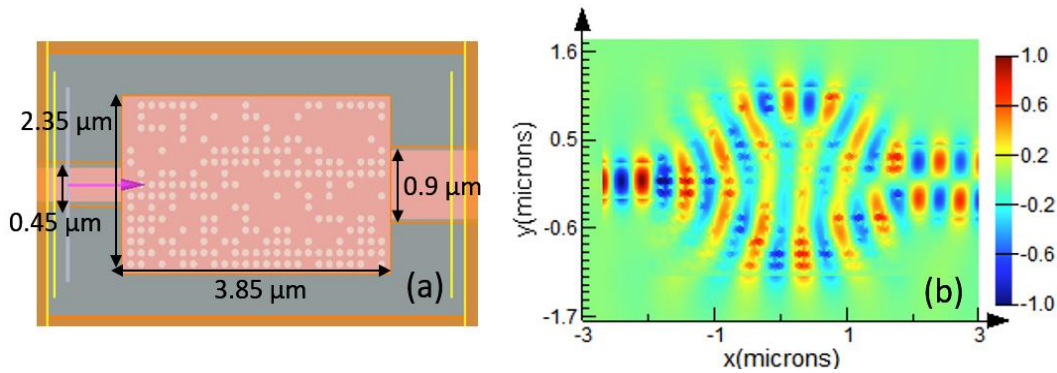 2.35 μm
0.45 μm
0.9 μm
3.85 μm
(a)
y(microns)
1.6
0.5
-0.6
-1.7
-3
-1
1
3
x(microns)
(b)
1.0
0.6
0.2
-0.2
-0.6
-1.0